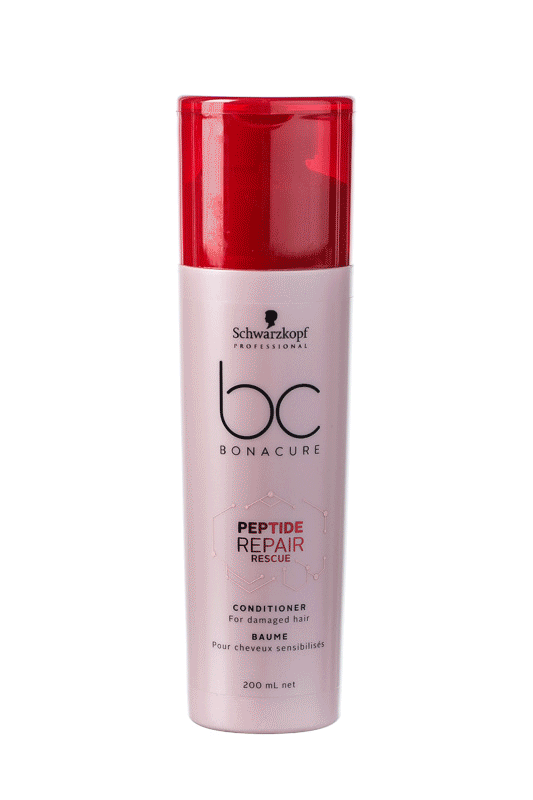 Schwarzkopf
PROFESSIONAL
bc
BONACURE
PEPTIDE
REPAIR
RESCUE
CONDITIONER
For damaged hair
BAUME
Pour cheveux sensibilisés
200 mL net